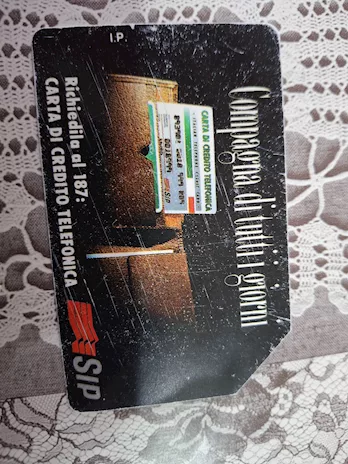 I.P.
Compagna di tutti i giorni
CARTA DI CREDITO TELEFONICA
Richiedila al 187:
CARTA DI CREDITO TELEFONICA
SIP